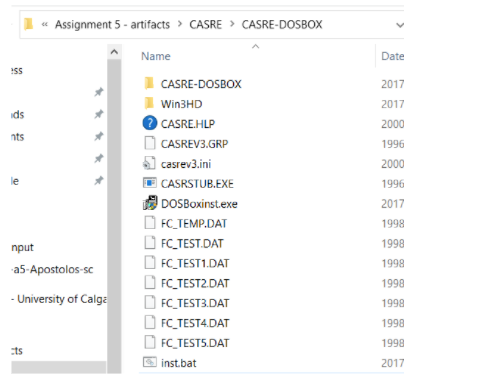 « Assignment 5 - artifacts > CASRE > CASRE-DOSBOX
Name Date
ess
CASRE-DOSBOX 2017
Win3HD 2017
ds CASRE.HLP 2000
nts CASREV3.GRP 1996
casrev3.ini 2000
le CASRSTUB.EXE 1996
DOSBoxinst.exe 2017
FC_TEMP.DAT 1998
nput FC_TEST.DAT 1998
-a5-Apostolos-sc FC_TEST1.DAT 1998
FC_TEST2.DAT 1998
- University of Calga FC_TEST3.DAT 1998
FC_TEST4.DAT 1998
cts FC_TEST5.DAT 1998
inst.bat 2017